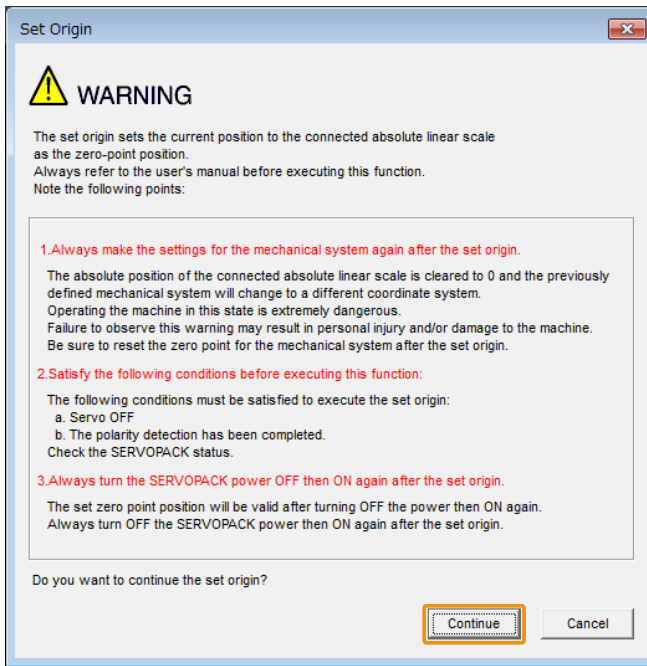 Set Origin
WARNING
The set origin sets the current position to the connected absolute linear scale
as the zero-point position.
Always refer to the user's manual before executing this function.
Note the following points:
1.Always make the settings for the mechanical system again after the set origin.
The absolute position of the connected absolute linear scale is cleared to 0 and the previously
defined mechanical system will change to a different coordinate system.
Operating the machine in this state is extremely dangerous.
Failure to observe this warning may result in personal injury and/or damage to the machine.
Be sure to reset the zero point for the mechanical system after the set origin.
2.Satisfy the following conditions before executing this function:
The following conditions must be satisfied to execute the set origin:
a. Servo OFF
b. The polarity detection has been completed.
Check the SERVOPACK status.
3.Always turn the SERVOPACK power OFF then ON again after the set origin.
The set zero point position will be valid after turning OFF the power then ON again.
Always turn OFF the SERVOPACK power then ON again after the set origin.
Do you want to continue the set origin?
Continue Cancel